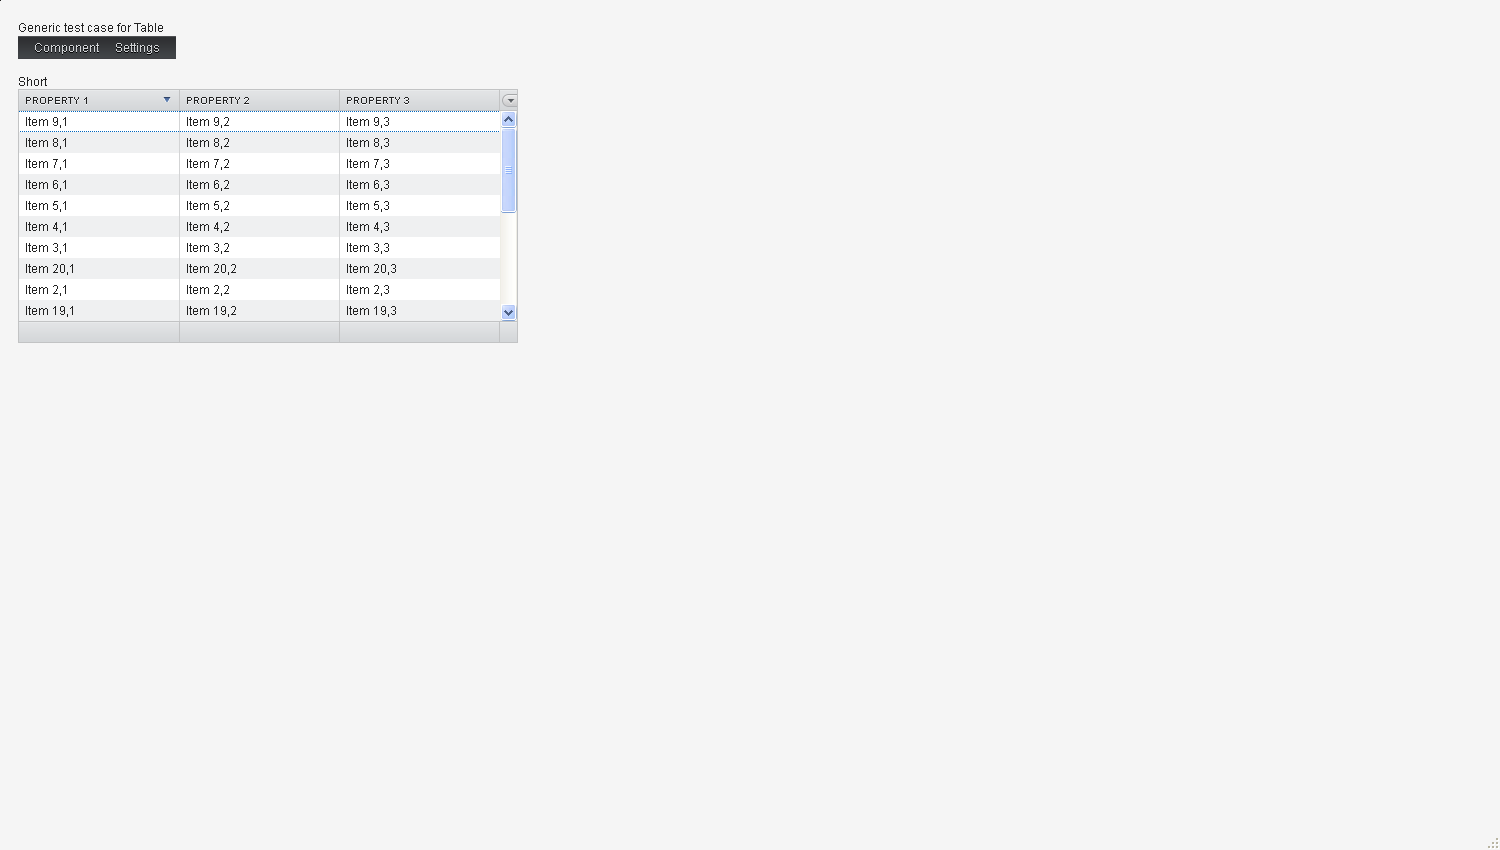 Generic test case for Table
Component Settings
Short
PROPERTY 1 PROPERTY 2 PROPERTY 3
Item 9,1 Item 9,2 Item 9,3
Item 8,1 Item 8,2 Item 8,3
Item 7,1 Item 7,2 Item 7,3
Item 6,1 Item 6,2 Item 6,3
Item 5,1 Item 5,2 Item 5,3
Item 4,1 Item 4,2 Item 4,3
Item 3,1 Item 3,2 Item 3,3
Item 20,1 Item 20,2 Item 20,3
Item 2,1 Item 2,2 Item 2,3
Item 19,1 Item 19,2 Item 19,3